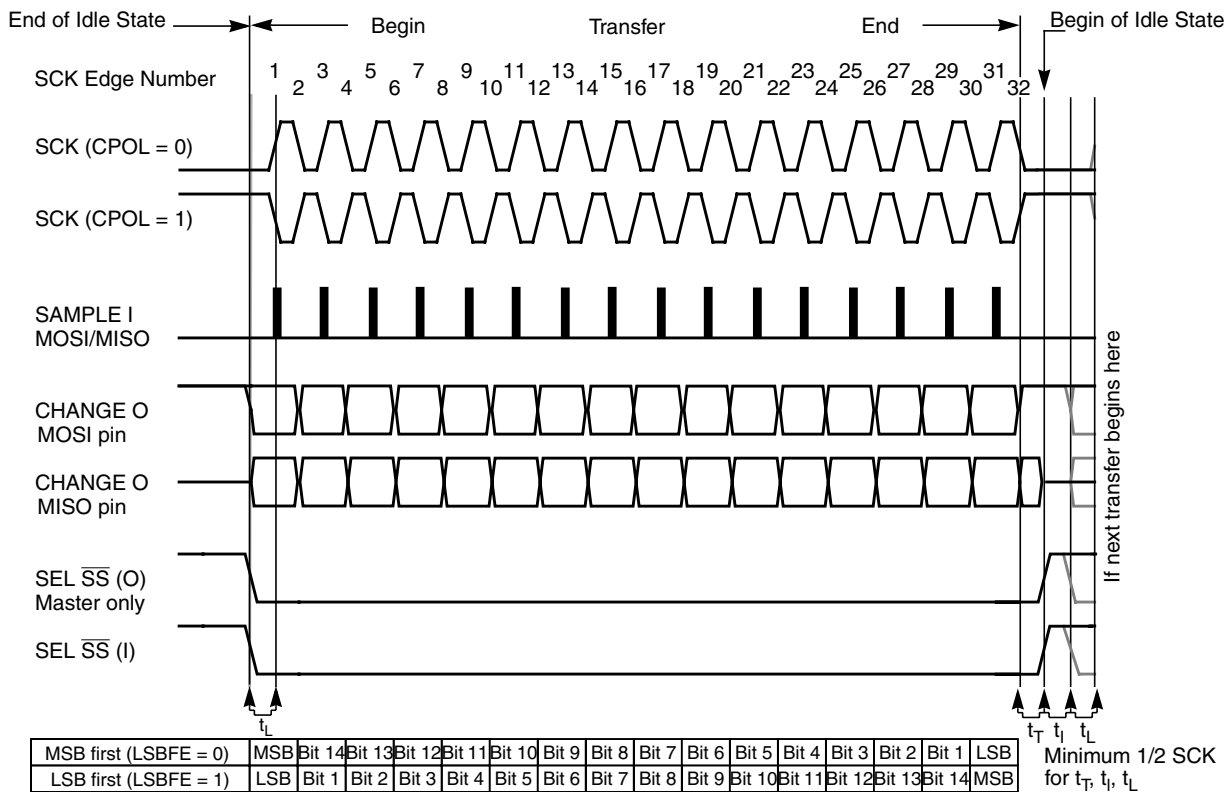 End of Idle State
Begin
Transfer
End
Begin of Idle State
SCK Edge Number
1 3 5 7 9 11 13 15 17 19 21 23 25 27 29 31
2 4 6 8 10 12 14 16 18 20 22 24 26 28 30 32
SCK (CPOL = 0)
SCK (CPOL = 1)
SAMPLE I
MOSI/MISO
CHANGE O
MOSI pin
CHANGE O
MISO pin
SEL SS (O)
Master only
SEL SS (I)
If next transfer begins here
tL
tT tI tL
MSB first (LSBFE = 0) MSB Bit 14 Bit 13 Bit 12 Bit 11 Bit 10 Bit 9 Bit 8 Bit 7 Bit 6 Bit 5 Bit 4 Bit 3 Bit 2 Bit 1 LSB
LSB first (LSBFE = 1) LSB Bit 1 Bit 2 Bit 3 Bit 4 Bit 5 Bit 6 Bit 7 Bit 8 Bit 9 Bit 10 Bit 11 Bit 12 Bit 13 Bit 14 MSB
Minimum 1/2 SCK
for tT, tI, tL